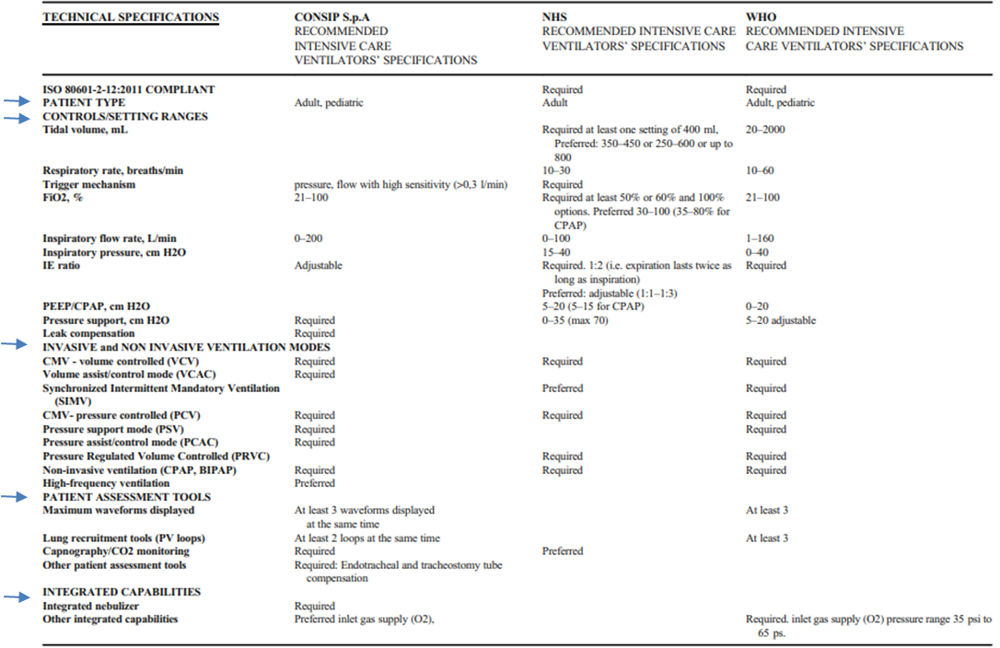 TECHNICAL SPECIFICATIONS CONSIP S.p.A NHS WHO
RECOMMENDED RECOMMENDED INTENSIVE CARE RECOMMENDED INTENSIVE
INTENSIVE CARE VENTILATORS' SPECIFICATIONS CARE VENTILATORS' SPECIFICATIONS
VENTILATORS' SPECIFICATIONS
ISO 80601-2-12:2011 COMPLIANT Required Required
PATIENT TYPE Adult, pediatric Adult Adult, pediatric
CONTROLS/SETTING RANGES
Tidal volume, mL Required at least one setting of 400 ml, 20–2000
Preferred: 350–450 or 250–600 or up to
800
Respiratory rate, breaths/min 10–30 10–60
Trigger mechanism pressure, flow with high sensitivity (>0,3 l/min) Required
FiO2, % 21–100 Required at least 50% or 60% and 100% 21–100
options. Preferred 30–100 (35–80% for
CPAP)
Inspiratory flow rate, L/min 0–200 0–100 1–160
Inspiratory pressure, cm H2O 15–40 0–40
IE ratio Adjustable Required. 1:2 (i.e. expiration lasts twice as Required
long as inspiration)
Preferred: adjustable (1:1–1:3)
PEEP/CPAP, cm H2O 5–20 (5–15 for CPAP) 0–20
Pressure support, cm H2O Required 0–35 (max 70) 5–20 adjustable
Leak compensation Required
INVASIVE and NON INVASIVE VENTILATION MODES
CMV - volume controlled (VCV) Required Required Required
Volume assist/control mode (VCAC) Required
Synchronized Intermittent Mandatory Ventilation Preferred Required
(SIMV)
CMV- pressure controlled (PCV) Required Required Required
Pressure support mode (PSV) Required Required
Pressure assist/control mode (PCAC) Required
Pressure Regulated Volume Controlled (PRVC) Required Required
Non-invasive ventilation (CPAP, BIPAP) Required Required Required
High-frequency ventilation Preferred
PATIENT ASSESSMENT TOOLS
Maximum waveforms displayed At least 3 waveforms displayed At least 3
at the same time
Lung recruitment tools (PV loops) At least 2 loops at the same time At least 3
Capnography/CO2 monitoring Required Preferred
Other patient assessment tools Required: Endotracheal and tracheostomy tube
compensation
INTEGRATED CAPABILITIES
Integrated nebulizer Required
Other integrated capabilities Preferred inlet gas supply (O2), Required. inlet gas supply (O2) pressure range 35 psi to
65 ps.